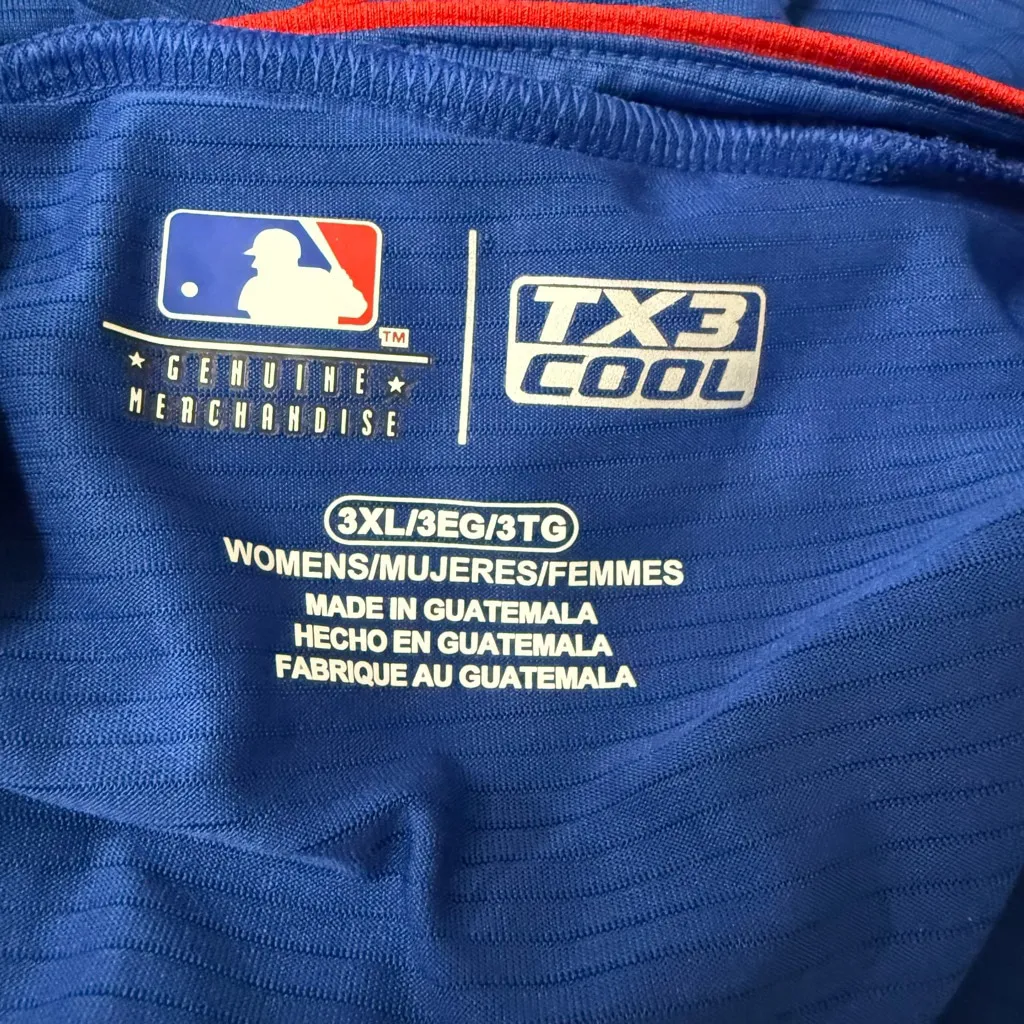 TM
GENUINE
MERCHANDISE
TX3
COOL
3XL/3EG/3TG
WOMENS/MUJERES/FEMMES
MADE IN GUATEMALA
HECHO EN GUATEMALA
FABRIQUE AU GUATEMALA